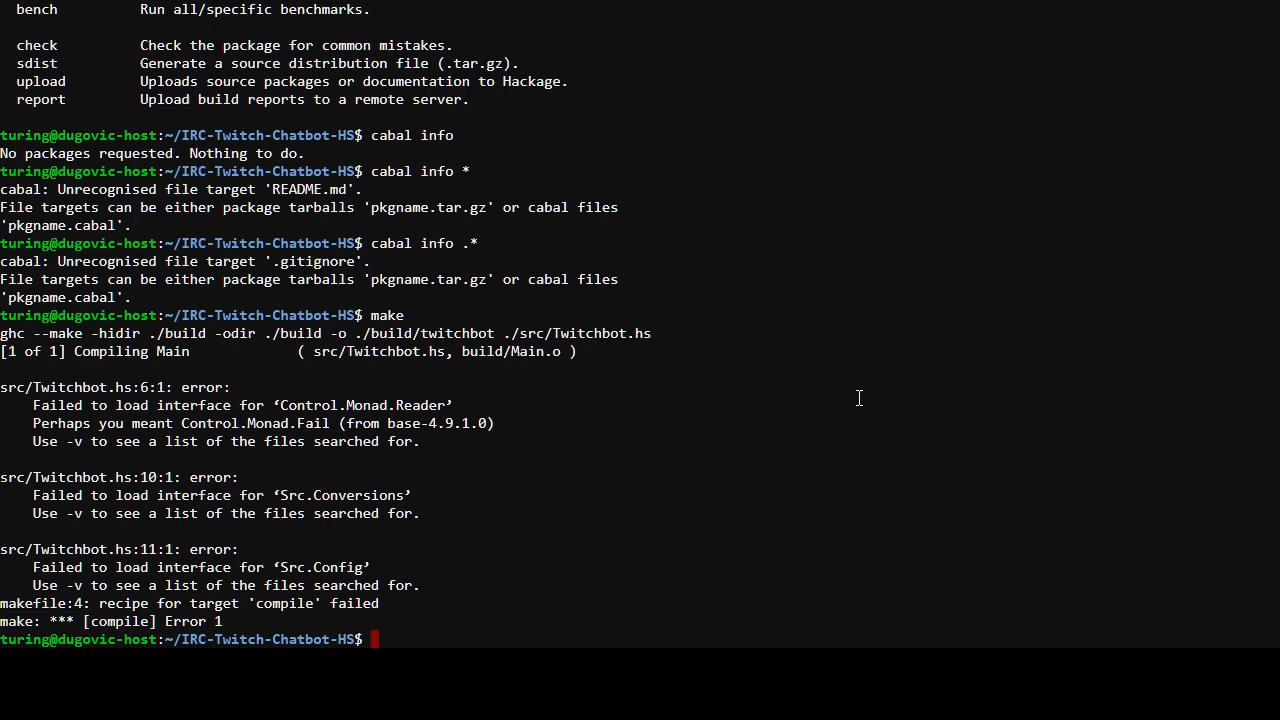 bench          Run all/specific benchmarks.
check          Check the package for common mistakes.
sdist          Generate a source distribution file (.tar.gz).
upload         Uploads source packages or documentation to Hackage.
report         Upload build reports to a remote server.
turing@dugovic-host:~/IRC-Twitch-Chatbot-HS$ cabal info
No packages requested. Nothing to do.
turing@dugovic-host:~/IRC-Twitch-Chatbot-HS$ cabal info *
cabal: Unrecognised file target 'README.md'.
File targets can be either package tarballs 'pkgname.tar.gz' or cabal files
'pkgname.cabal'.
turing@dugovic-host:~/IRC-Twitch-Chatbot-HS$ cabal info .*
cabal: Unrecognised file target '.gitignore'.
File targets can be either package tarballs 'pkgname.tar.gz' or cabal files
'pkgname.cabal'.
turing@dugovic-host:~/IRC-Twitch-Chatbot-HS$ make
ghc --make -hidir ./build -odir ./build -o ./build/twitchbot ./src/Twitchbot.hs
[1 of 1] Compiling Main             ( src/Twitchbot.hs, build/Main.o )
src/Twitchbot.hs:6:1: error:
    Failed to load interface for ‘Control.Monad.Reader’
    Perhaps you meant Control.Monad.Fail (from base-4.9.1.0)
    Use -v to see a list of the files searched for.
src/Twitchbot.hs:10:1: error:
    Failed to load interface for ‘Src.Conversions’
    Use -v to see a list of the files searched for.
src/Twitchbot.hs:11:1: error:
    Failed to load interface for ‘Src.Config’
    Use -v to see a list of the files searched for.
makefile:4: recipe for target 'compile' failed
make: *** [compile] Error 1
turing@dugovic-host:~/IRC-Twitch-Chatbot-HS$